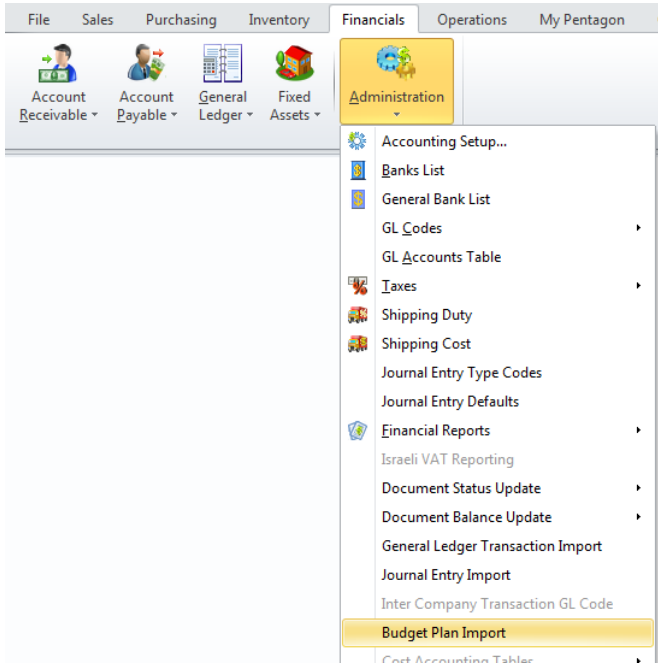 File Sales Purchasing Inventory Financials Operations My Pentagon
Account Receivable
Account Payable
General Ledger
Fixed Assets
Administration
Accounting Setup...
Banks List
General Bank List
GL Codes
GL Accounts Table
Taxes
Shipping Duty
Shipping Cost
Journal Entry Type Codes
Journal Entry Defaults
Financial Reports
Israeli VAT Reporting
Document Status Update
Document Balance Update
General Ledger Transaction Import
Journal Entry Import
Inter Company Transaction GL Code
Budget Plan Import
Cost Accounting Tables